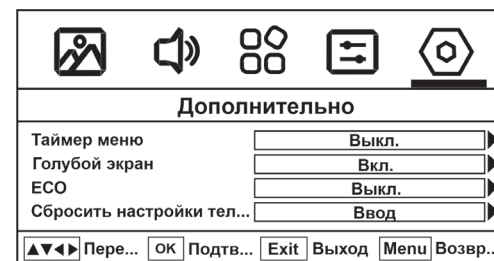 Дополнительно
Таймер меню Выкл.
Голубой экран Вкл.
ECO Выкл.
Сбросить настройки тел... Ввод
Пере... OK Подтв... Exit Выход Menu Возвр..